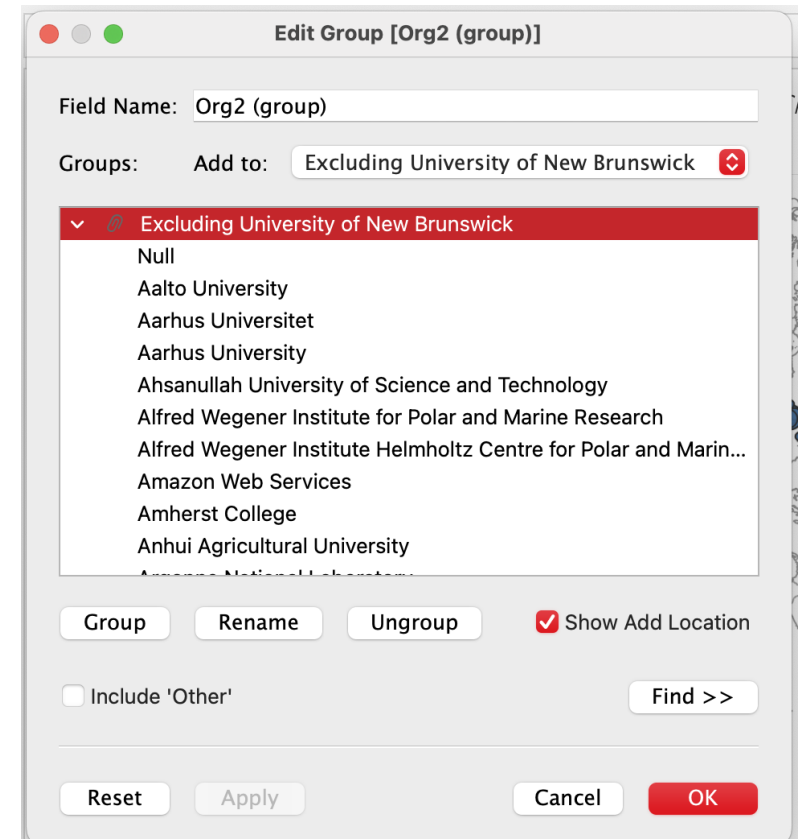 Edit Group [Org2 (group)]
Field Name: Org2 (group)
Groups: Add to: Excluding University of New Brunswick
Excluding University of New Brunswick
Null
Aalto University
Aarhus Universitet
Aarhus University
Ahsanullah University of Science and Technology
Alfred Wegener Institute for Polar and Marine Research
Alfred Wegener Institute Helmholtz Centre for Polar and Marin...
Amazon Web Services
Amherst College
Anhui Agricultural University
Group Rename Ungroup Show Add Location
Include 'Other' Find >>
Reset Apply Cancel OK